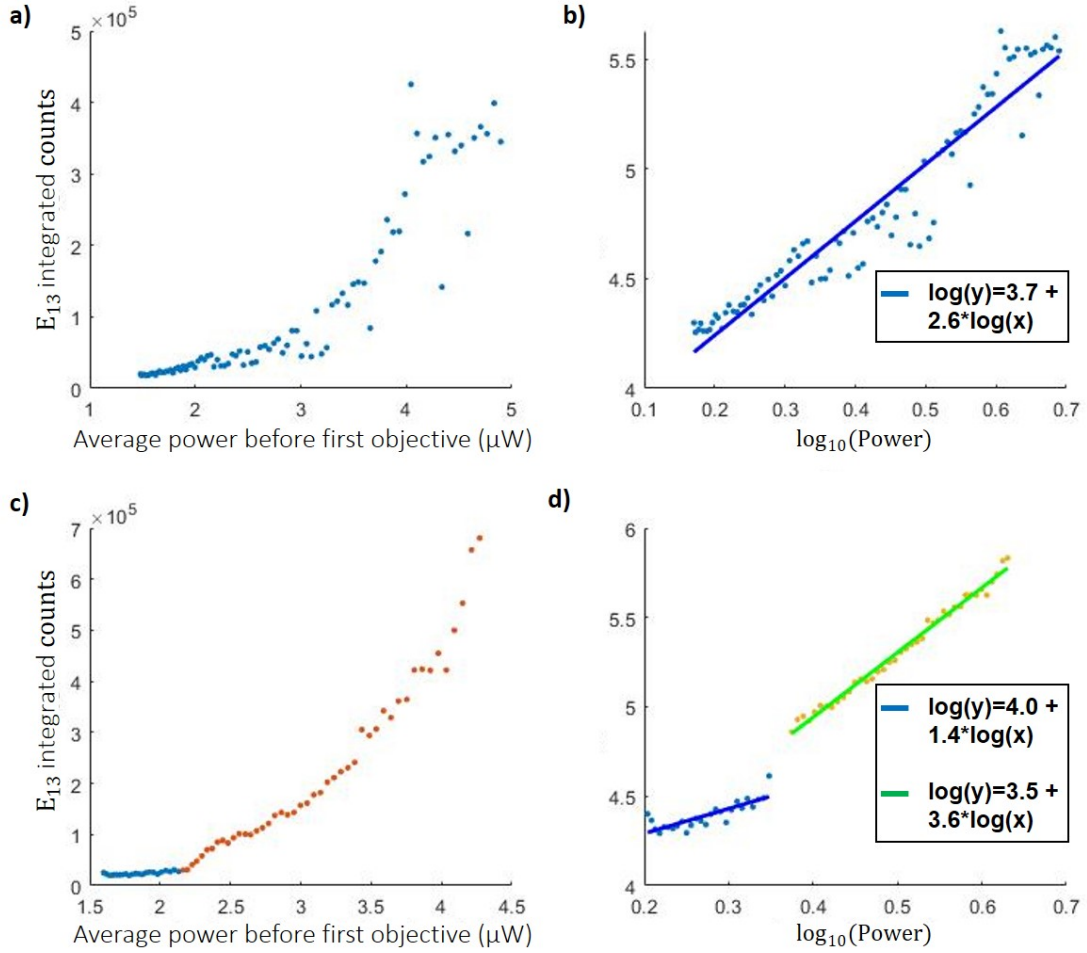 a)
× 10⁵
5
4
3
2
1
0
1 2 3 4 5
E₁₃ integrated counts
Average power before first objective (μW)
b)
5.5
5
4.5
4
0.1 0.2 0.3 0.4 0.5 0.6 0.7
log₁₀(Power)
log(y)=3.7 +
2.6*log(x)
c)
× 10⁵
7
6
5
4
3
2
1
0
1.5 2 2.5 3 3.5 4 4.5
E₁₃ integrated counts
Average power before first objective (μW)
d)
6
5.5
5
4.5
4
0.2 0.3 0.4 0.5 0.6 0.7
log₁₀(Power)
log(y)=4.0 +
1.4*log(x)
log(y)=3.5 +
3.6*log(x)